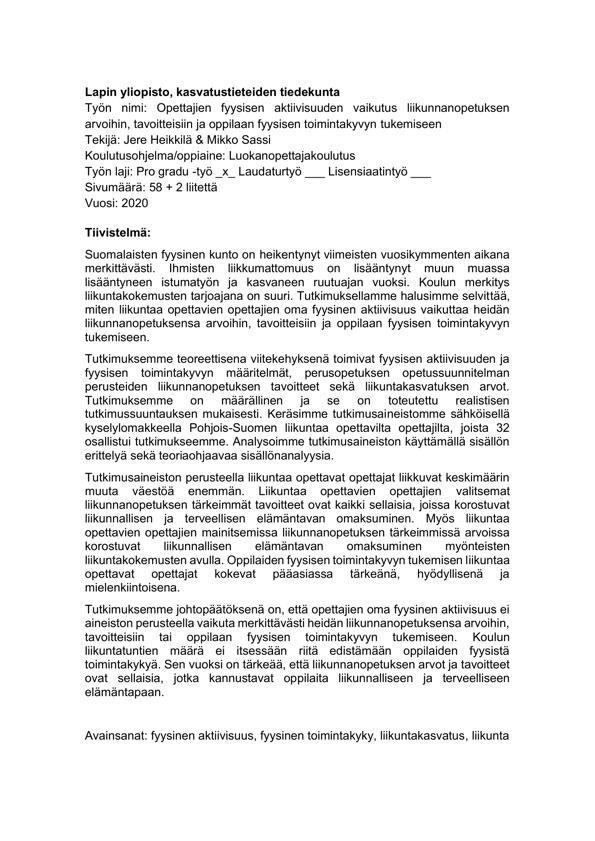 Lapin yliopisto, kasvatustieteiden tiedekunta
Työn nimi: Opettajien fyysisen aktiivisuuden vaikutus liikunnanopetuksen
arvoihin, tavoitteisiin ja oppilaan fyysisen toimintakyvyn tukemiseen
Tekijä: Jere Heikkilä & Mikko Sassi
Koulutusohjelma/oppiaine: Luokanopettajakoulutus
Työn laji: Pro gradu -työ _x_ Laudaturtyö ___ Lisensiaatintyö ___
Sivumäärä: 58 + 2 liitettä
Vuosi: 2020
Tiivistelmä:
Suomalaisten fyysinen kunto on heikentynyt viimeisten vuosikymmenten aikana
merkittävästi. Ihmisten liikkumattomuus on lisääntynyt muun muassa
lisääntyneen istumatyön ja kasvaneen ruutuajan vuoksi. Koulun merkitys
liikuntakokemusten tarjoajana on suuri. Tutkimuksellamme halusimme selvittää,
miten liikuntaa opettavien opettajien oma fyysinen aktiivisuus vaikuttaa heidän
liikunnanopetuksensa arvoihin, tavoitteisiin ja oppilaan fyysisen toimintakyvyn
tukemiseen.
Tutkimuksemme teoreettisena viitekehyksenä toimivat fyysisen aktiivisuuden ja
fyysisen toimintakyvyn määritelmät, perusopetuksen opetussuunnitelman
perusteiden liikunnanopetuksen tavoitteet sekä liikuntakasvatuksen arvot.
Tutkimuksemme on määrällinen ja se on toteutettu realistisen
tutkimussuuntauksen mukaisesti. Keräsimme tutkimusaineistomme sähköisellä
kyselylomakkeella Pohjois-Suomen liikuntaa opettavilta opettajilta, joista 32
osallistui tutkimukseemme. Analysoimme tutkimusaineiston käyttämällä sisällön
erittelyä sekä teoriaohjaavaa sisällönanalyysia.
Tutkimusaineiston perusteella liikuntaa opettavat opettajat liikkuvat keskimäärin
muuta väestöä enemmän. Liikuntaa opettavien opettajien valitsemat
liikunnanopetuksen tärkeimmät tavoitteet ovat kaikki sellaisia, joissa korostuvat
liikunnallisen ja terveellisen elämäntavan omaksuminen. Myös liikuntaa
opettavien opettajien mainitsemissa liikunnanopetuksen tärkeimmissä arvoissa
korostuvat liikunnallisen elämäntavan omaksuminen myönteisten
liikuntakokemusten avulla. Oppilaiden fyysisen toimintakyvyn tukemisen liikuntaa
opettavat opettajat kokevat pääasiassa tärkeänä, hyödyllisenä ja
mielenkiintoisena.
Tutkimuksemme johtopäätöksenä on, että opettajien oma fyysinen aktiivisuus ei
aineiston perusteella vaikuta merkittävästi heidän liikunnanopetuksensa arvoihin,
tavoitteisiin tai oppilaan fyysisen toimintakyvyn tukemiseen. Koulun
liikuntatuntien määrä ei itsessään riitä edistämään oppilaiden fyysistä
toimintakykyä. Sen vuoksi on tärkeää, että liikunnanopetuksen arvot ja tavoitteet
ovat sellaisia, jotka kannustavat oppilaita liikunnalliseen ja terveelliseen
elämäntapaan.
Avainsanat: fyysinen aktiivisuus, fyysinen toimintakyky, liikuntakasvatus, liikunta